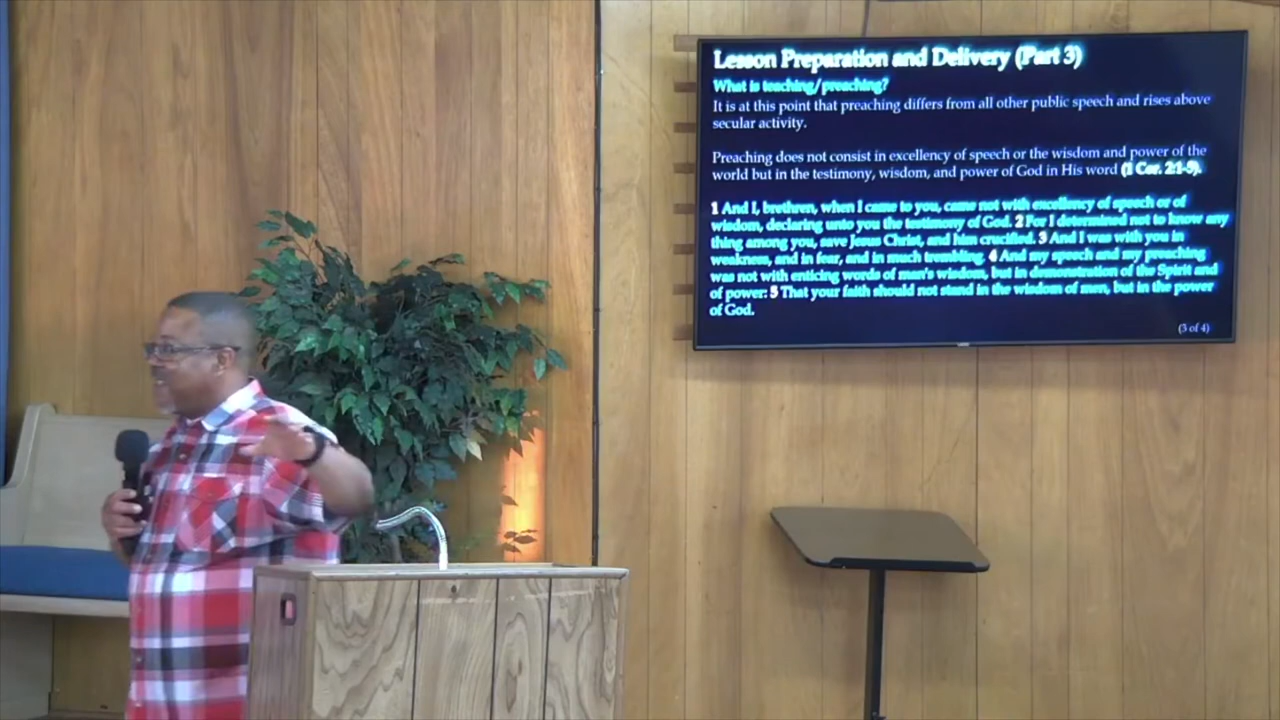 Lesson Preparation and Delivery (Part 3)
What is teaching/preaching?
It is at this point that preaching differs from all other public speech and rises above
secular activity.
Preaching does not consist in excellency of speech or the wisdom and power of the
world but in the testimony, wisdom, and power of God in His word (1 Cor. 2:1-5).
1 And I, brethren, when I came to you, came not with excellency of speech or of
wisdom, declaring unto you the testimony of God. 2 For I determined not to know any
thing among you, save Jesus Christ, and him crucified. 3 And I was with you in
weakness, and in fear, and in much trembling. 4 And my speech and my preaching
was not with enticing words of man's wisdom, but in demonstration of the Spirit and
of power: 5 That your faith should not stand in the wisdom of men, but in the power
of God.
(3 of 4)